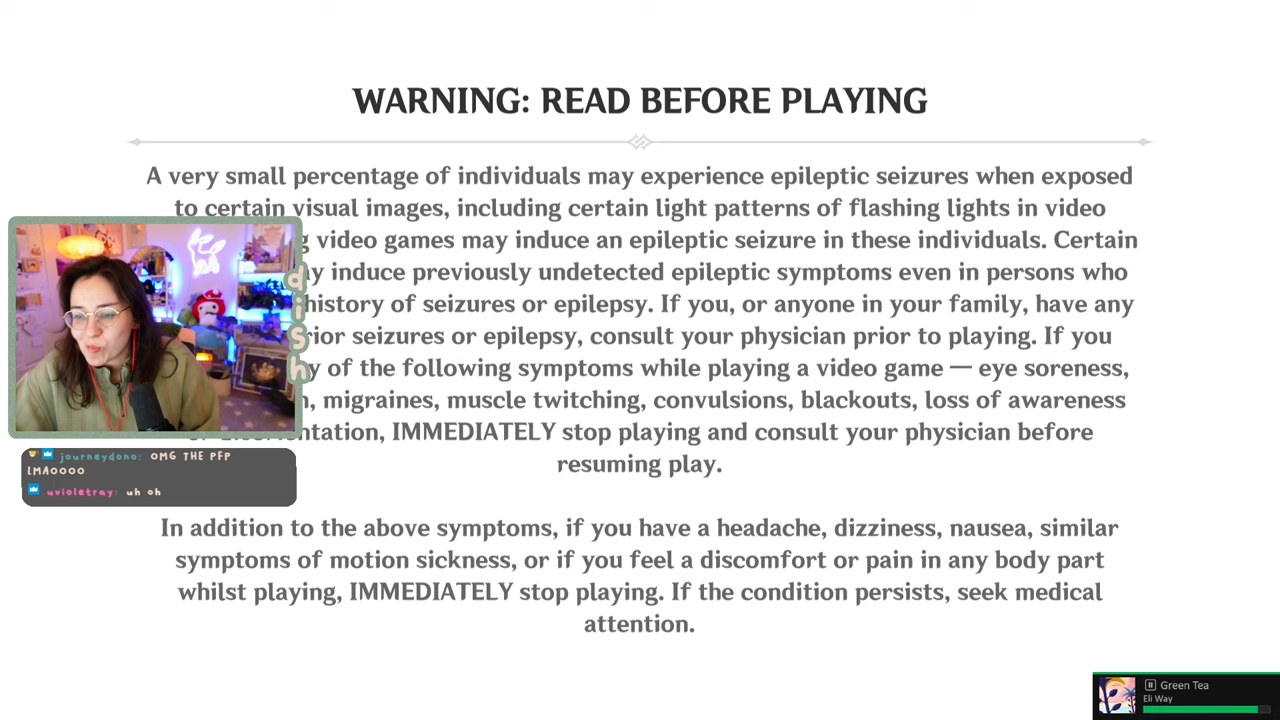 WARNING: READ BEFORE PLAYING
A very small percentage of individuals may experience epileptic seizures when exposed
to certain visual images, including certain light patterns of flashing lights in video
video games may induce an epileptic seizure in these individuals. Certain
induce previously undetected epileptic symptoms even in persons who
history of seizures or epilepsy. If you, or anyone in your family, have any
seizures or epilepsy, consult your physician prior to playing. If you
of the following symptoms while playing a video game — eye soreness,
migraines, muscle twitching, convulsions, blackouts, loss of awareness
IMMEDIATELY stop playing and consult your physician before
resuming play.
In addition to the above symptoms, if you have a headache, dizziness, nausea, similar
symptoms of motion sickness, or if you feel a discomfort or pain in any body part
whilst playing, IMMEDIATELY stop playing. If the condition persists, seek medical
attention.
dish
journeydono: OMG THE PFP
LMAOOOO
uvioletray: uh oh
Green Tea
Eli Way